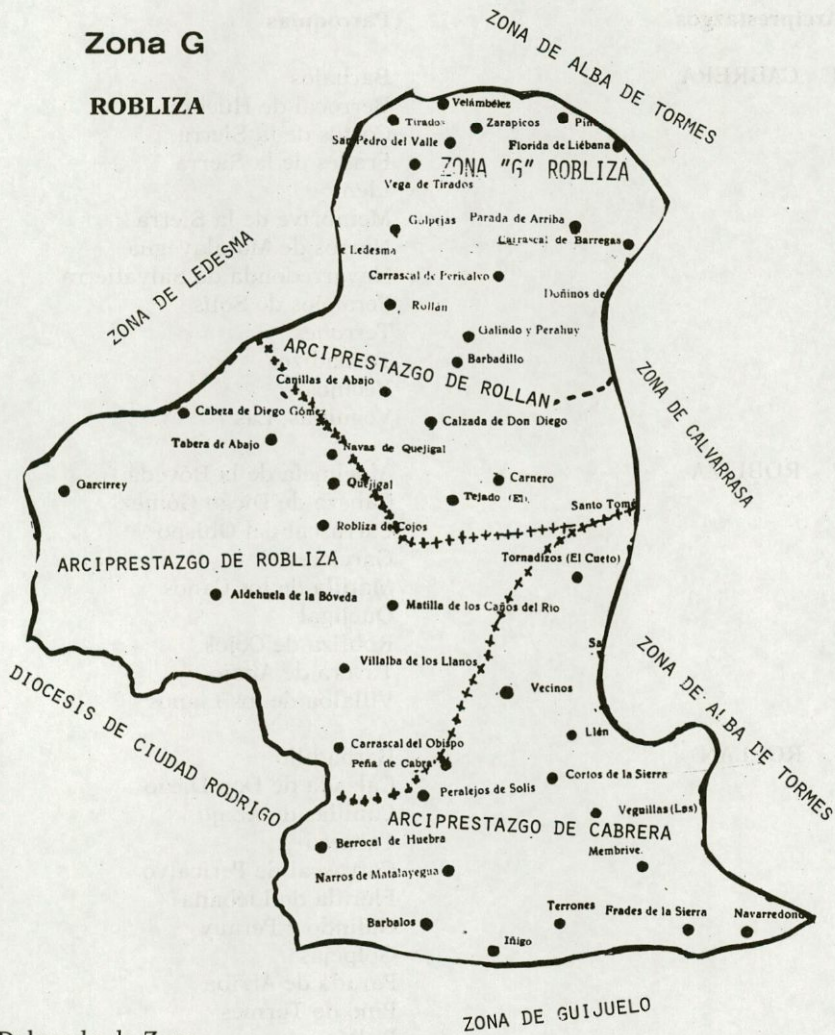 Zona G
ROBLIZA
ZONA DE ALBA DE TORMES
Velámbélez
Tirados
Zarapicos
San Pedro del Valle
Florida de Liébana
ZONA "G" ROBLIZA
Vega de Tirados
Golpejas
Parada de Arriba
Carrascal de Barregas
e Ledesma
ZONA DE LEDESMA
Carrascal de Pericalvo
Doñinos de
Rollán
Galindo y Perahuy
Barbadillo
ARCIPRESTAZGO DE ROLLAN
ZONA DE CALVARRASA
Canillas de Abajo
Cabeza de Diego Gómez
Calzada de Don Diego
Tabera de Abajo
Navas de Quejigal
Garcirrey
Quejigal
Carnero
Tejado (El)
Santo Tomé
Robliza de Cojos
ARCIPRESTAZGO DE ROBLIZA
Tornadizos (El Cueto)
Aldehuela de la Bóveda
Matilla de los Caños del Río
Sa
ZONA DE ALBA DE TORMES
Villalba de los Llanos
Vecinos
DIOCESIS DE CIUDAD RODRIGO
Llén
Carrascal del Obispo
Peña de Cabra
Cortos de la Sierra
Peralejos de Solís
Veguillas (Las)
ARCIPRESTAZGO DE CABRERA
Berrocal de Huebra
Membrive.
Narros de Matalayegua
Terrones
Frades de la Sierra
Navarredond
Barbalos
Iñigo
ZONA DE GUIJUELO